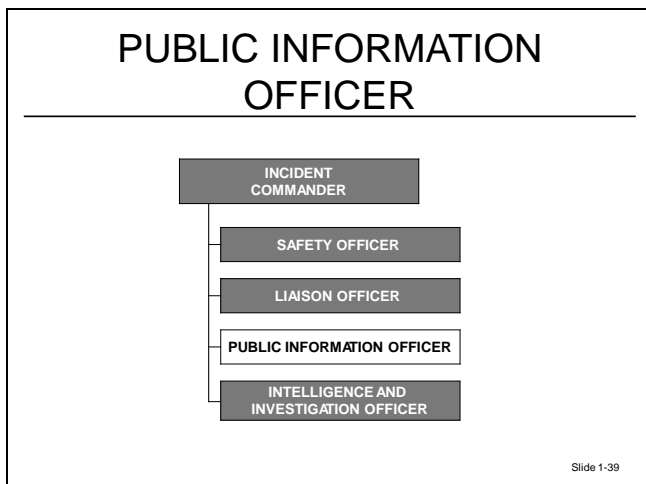 PUBLIC INFORMATION
OFFICER
INCIDENT
COMMANDER
SAFETY OFFICER
LIAISON OFFICER
PUBLIC INFORMATION OFFICER
INTELLIGENCE AND
INVESTIGATION OFFICER
Slide 1-39